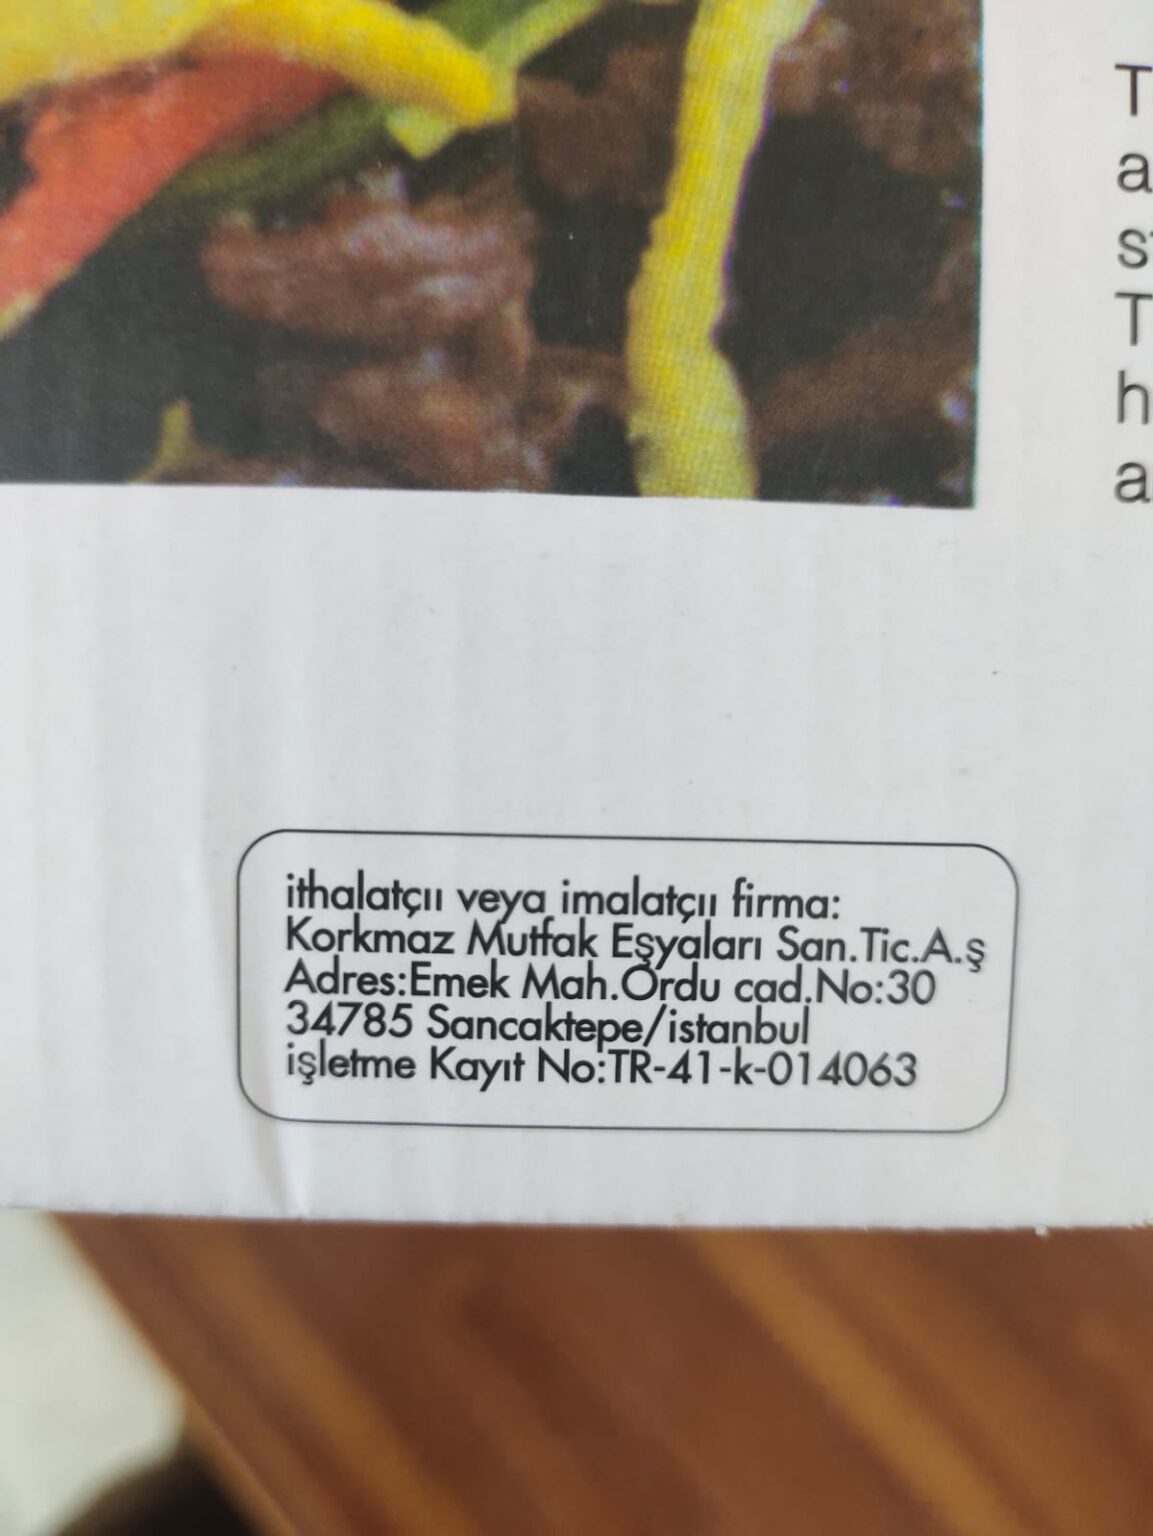 T
a
s
T
h
a
ithalatçıı veya imalatçıı firma:
Korkmaz Mutfak Eşyaları San.Tic.A.ş
Adres:Emek Mah.Ordu cad.No:30
34785 Sancaktepe/istanbul
işletme Kayıt No:TR-41-k-014063